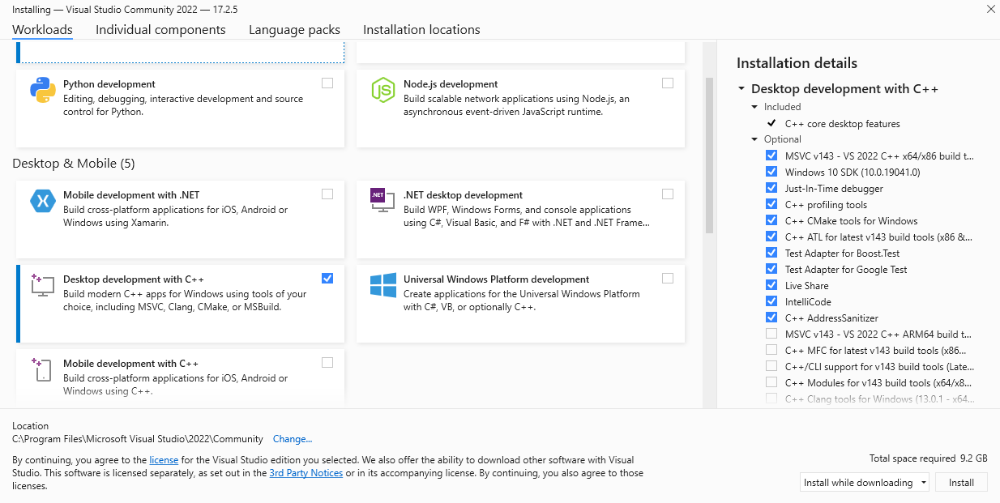 Installing — Visual Studio Community 2022 — 17.2.5
Workloads
Individual components
Language packs
Installation locations
Python development
Editing, debugging, interactive development and source
control for Python.
Node.js development
Build scalable network applications using Node.js, an
asynchronous event-driven JavaScript runtime.
Desktop & Mobile (5)
Mobile development with .NET
Build cross-platform applications for iOS, Android or
Windows using Xamarin.
.NET
.NET desktop development
Build WPF, Windows Forms, and console applications
using C#, Visual Basic, and F# with .NET and .NET Frame...
Desktop development with C++
Build modern C++ apps for Windows using tools of your
choice, including MSVC, Clang, CMake, or MSBuild.
Universal Windows Platform development
Create applications for the Universal Windows Platform
with C#, VB, or optionally C++.
Mobile development with C++
Build cross-platform applications for iOS, Android or
Windows using C++.
Installation details
Desktop development with C++
Included
C++ core desktop features
Optional
MSVC v143 - VS 2022 C++ x64/x86 build t...
Windows 10 SDK (10.0.19041.0)
Just-In-Time debugger
C++ profiling tools
C++ CMake tools for Windows
C++ ATL for latest v143 build tools (x86 &...
Test Adapter for Boost.Test
Test Adapter for Google Test
Live Share
IntelliCode
C++ AddressSanitizer
MSVC v143 - VS 2022 C++ ARM64 build t...
C++ MFC for latest v143 build tools (x86...
C++/CLI support for v143 build tools (Late...
C++ Modules for v143 build tools (x64/x8...
C++ Clang tools for Windows (13.0.1 - x64...
Location
C:\Program Files\Microsoft Visual Studio\2022\Community Change...
By continuing, you agree to the license for the Visual Studio edition you selected. We also offer the ability to download other software with Visual
Studio. This software is licensed separately, as set out in the 3rd Party Notices or in its accompanying license. By continuing, you also agree to those
licenses.
Total space required 9.2 GB
Install while downloading
Install